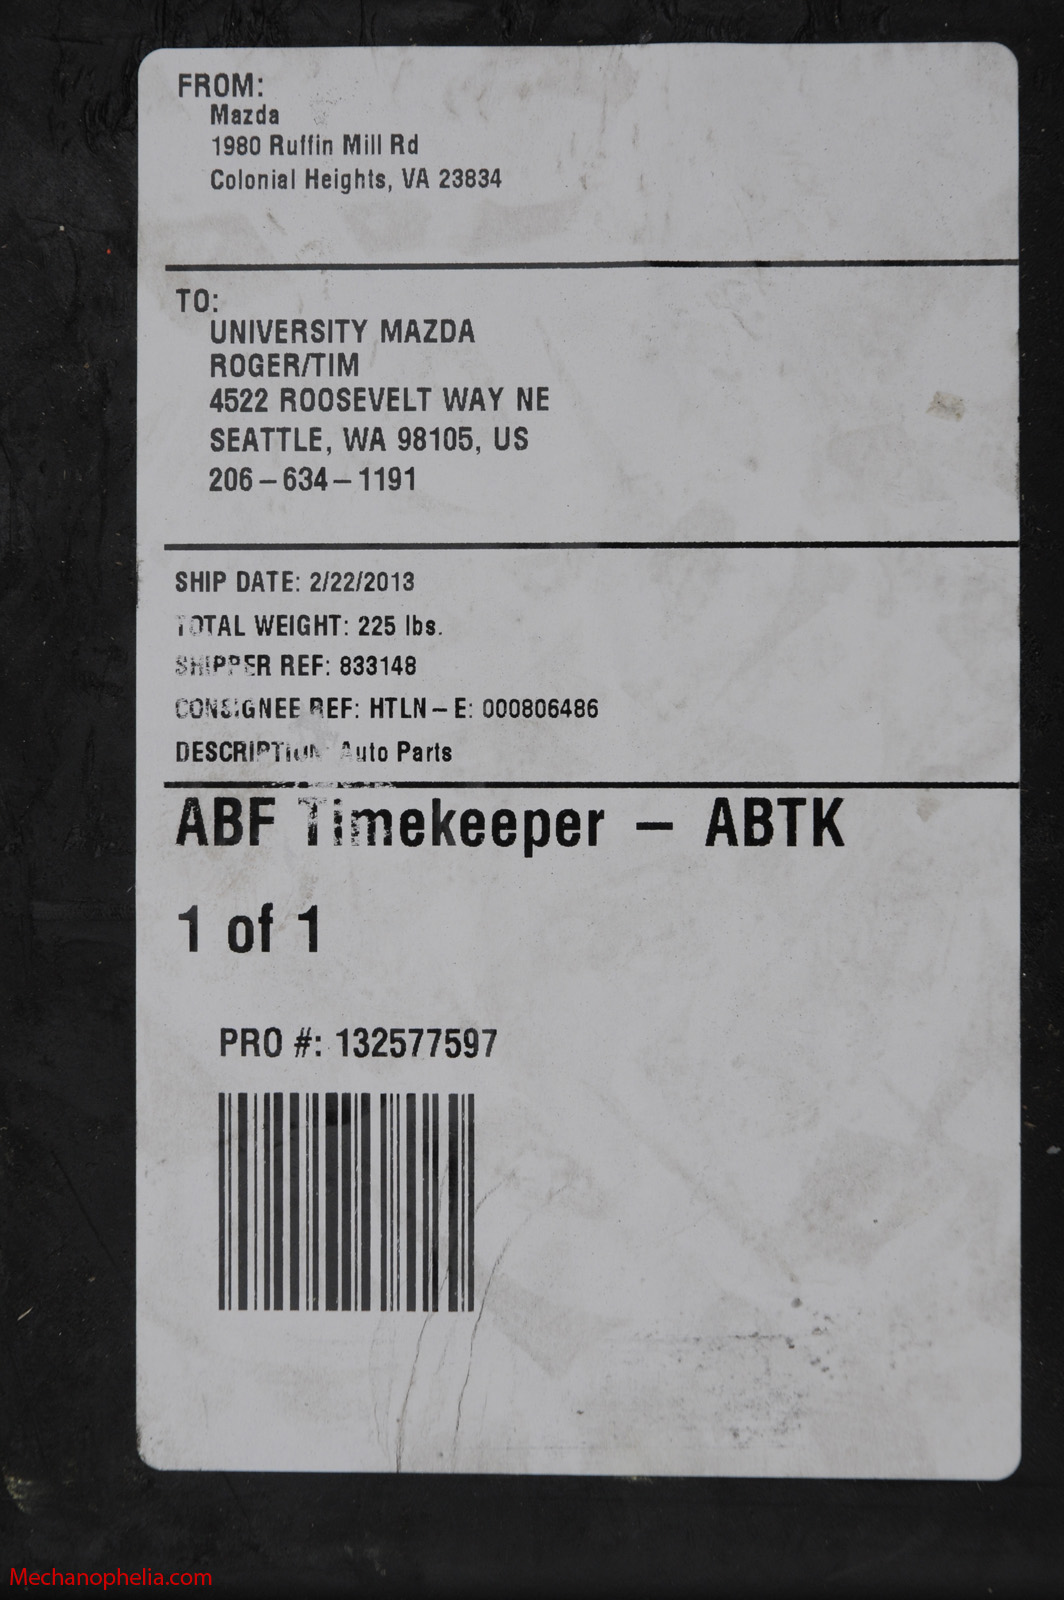 FROM:
Mazda
1980 Ruffin Mill Rd
Colonial Heights, VA 23834
TO:
UNIVERSITY MAZDA
ROGER/TIM
4522 ROOSEVELT WAY NE
SEATTLE, WA 98105, US
206-634-1191
SHIP DATE: 2/22/2013
TOTAL WEIGHT: 225 lbs.
SHIPPER REF: 833148
CONSIGNEE REF: HTLN-E: 000806486
DESCRIPTION: Auto Parts
ABF Timekeeper - ABTK
1 of 1
PRO #: 132577597
Mechanophelia.com